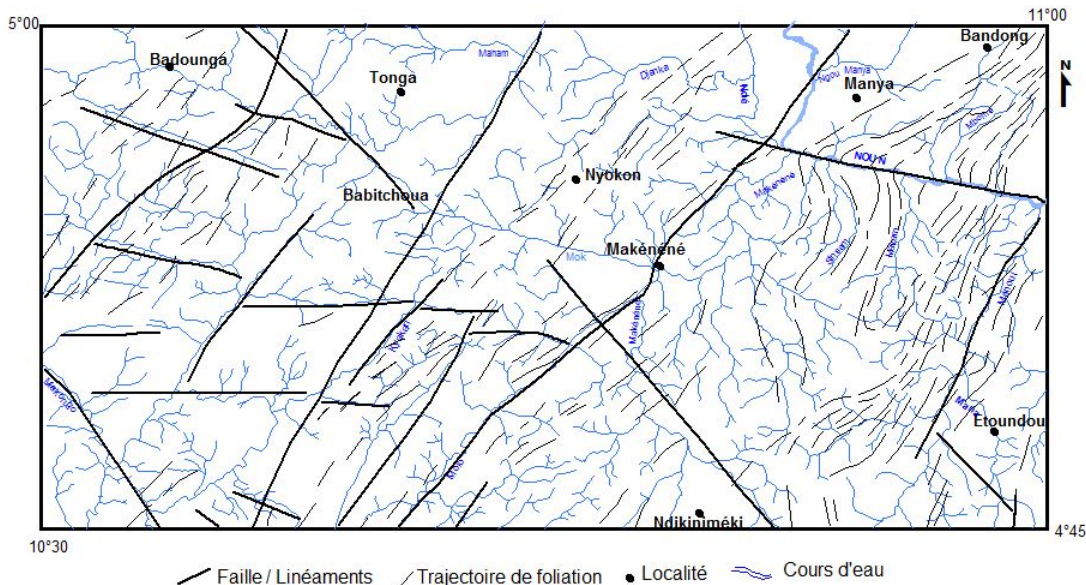 5°00
11°00
Bandong
Maham
Badounga
Tonga
Djanka
Ndé
Ngou Manya
Manya
N
NOUN
Nyokon
Makénéné
Babitchoua
Makénéné
Mok
Makénéné
Etoundou
Ndikiniméki
10°30
4°45
Faille / Linéaments
Trajectoire de foliation
Localité
Cours d'eau